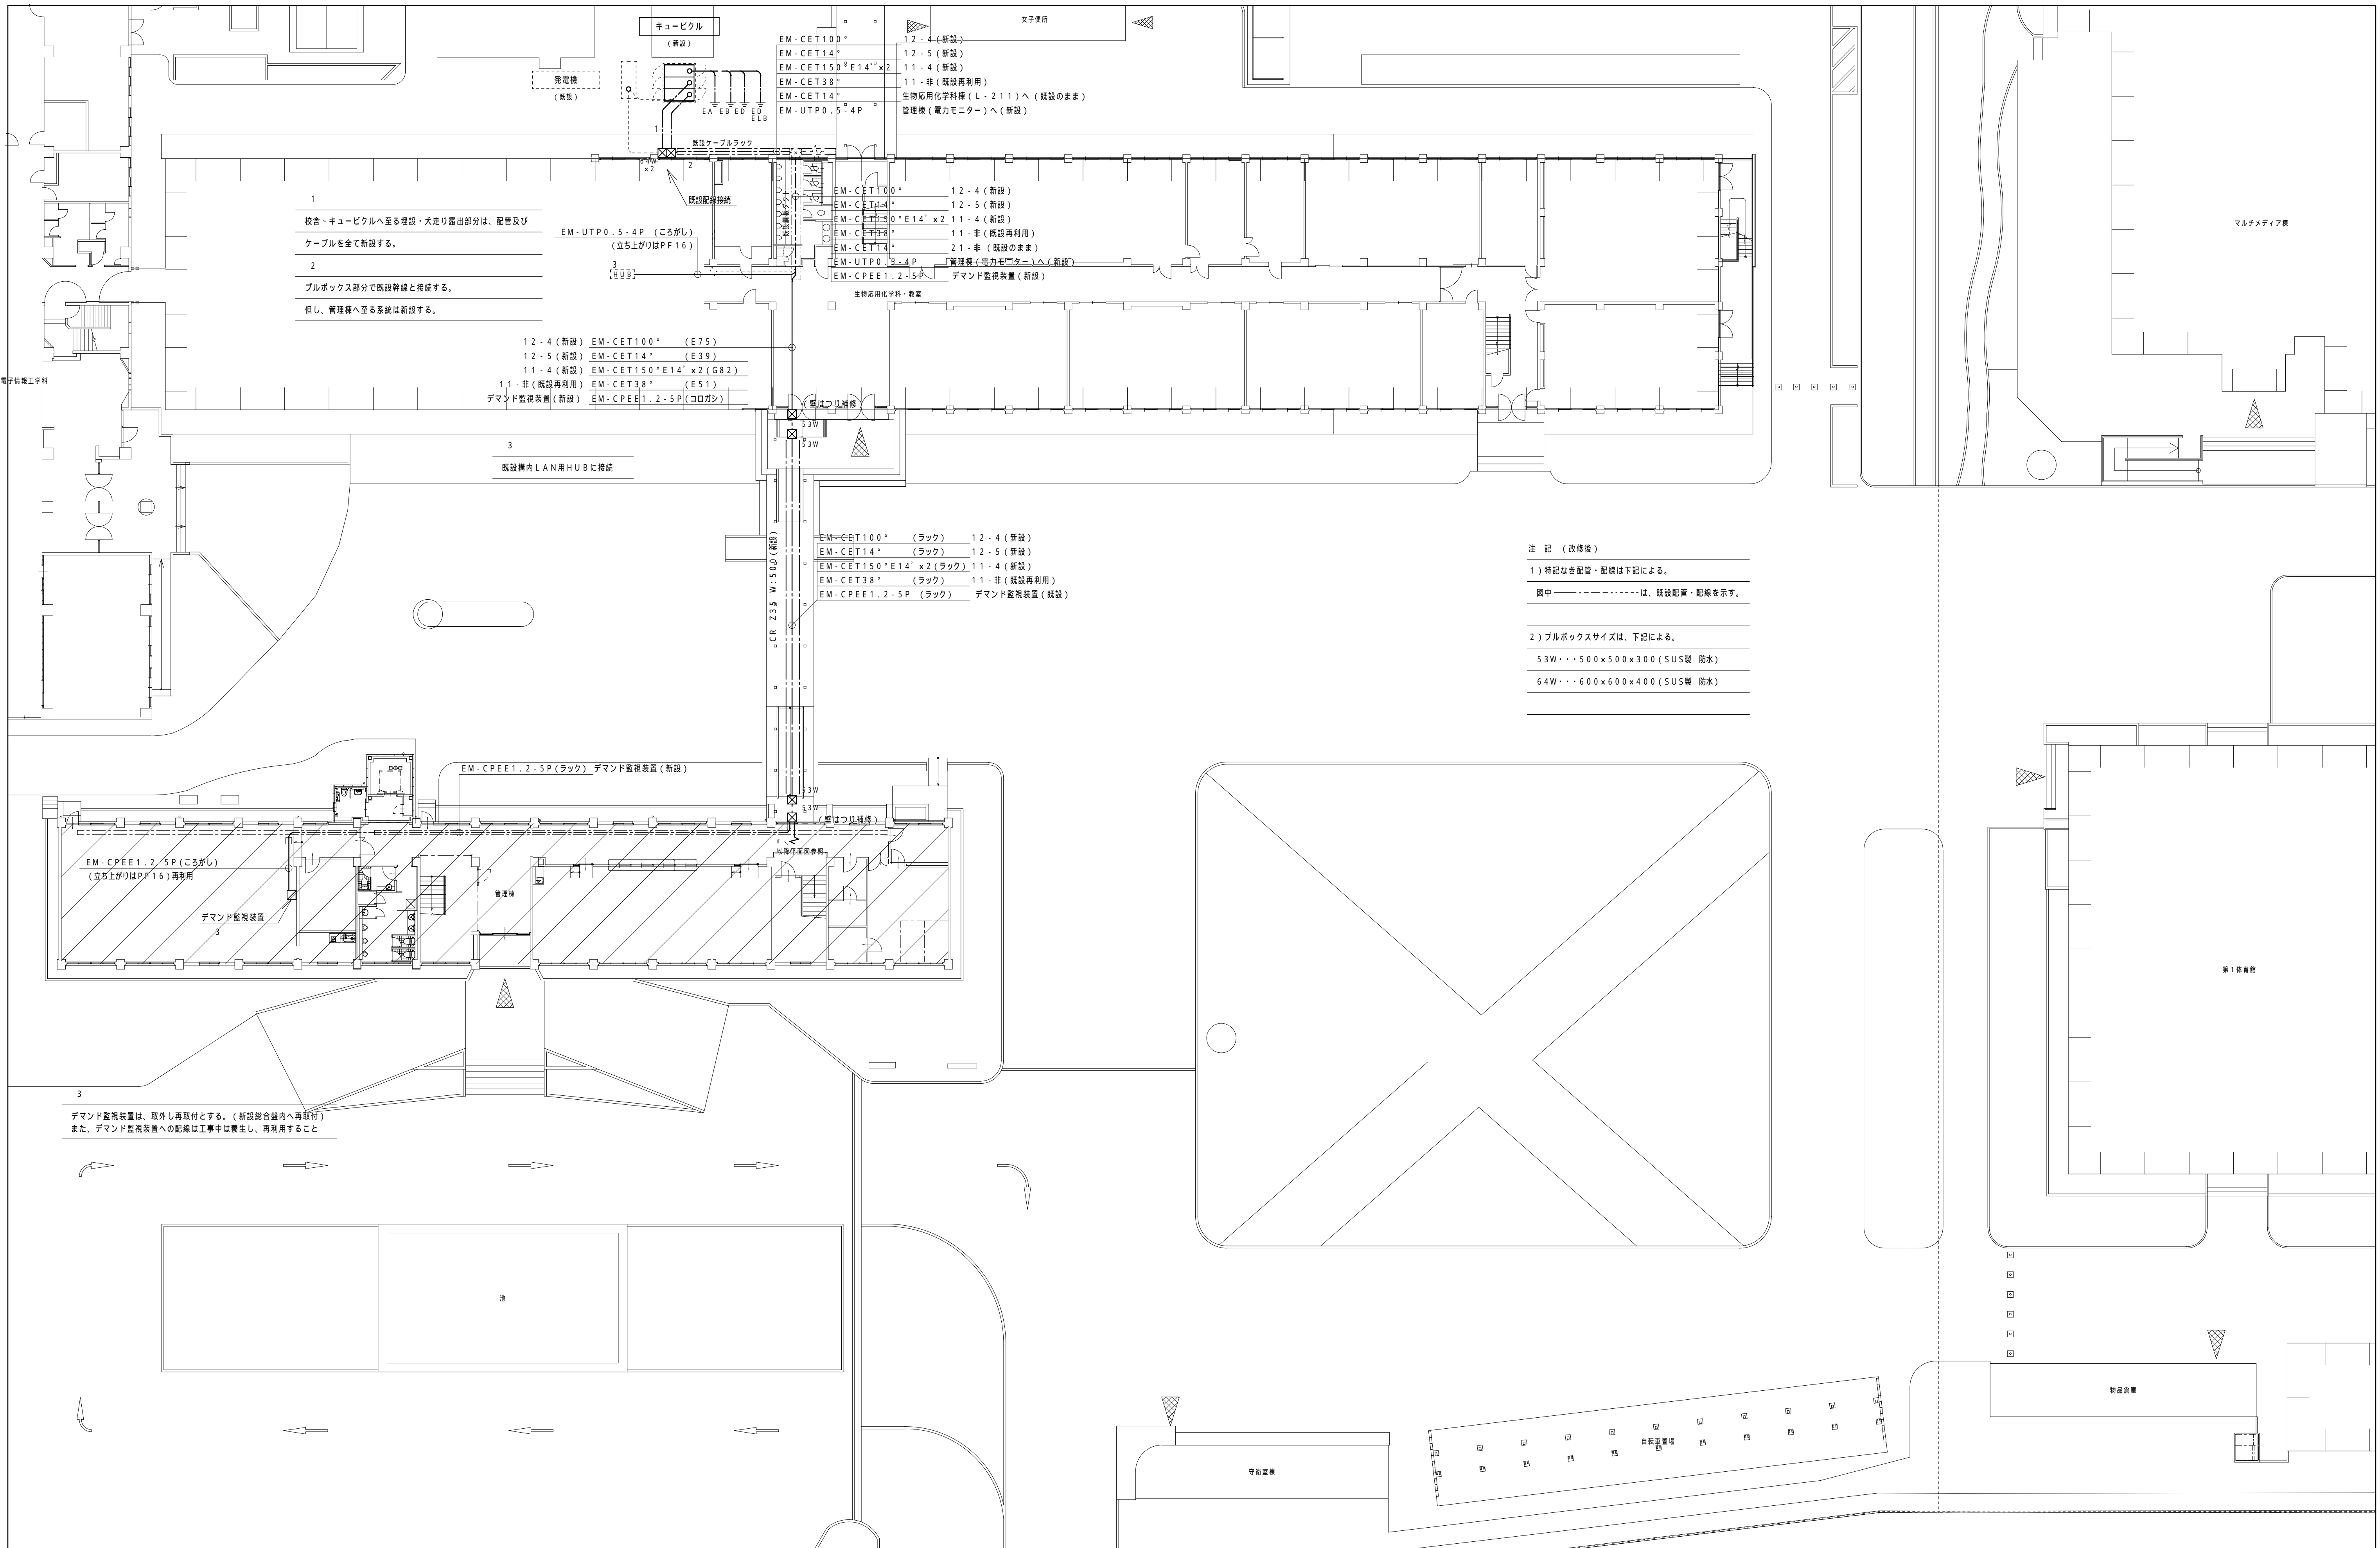 キュービクル
(新設)
女子便所
発電機
(既設)
EM-CET100° 12-4(新設)
EM-CET14° 12-5(新設)
EM-CET150°E14°x2 11-4(新設)
EM-CET38° 11-非(既設再利用)
EM-CET14° 生物応用化学科棟(L-211)へ(既設のまま)
EM-UTP0.5-4P 管理棟(電力モニター)へ(新設)
EA EB ED ED
ELB
1
既設ケーブルラック
2
64W
x2
既設配線接続
1
校舎~キュービクルへ至る埋設・犬走り露出部分は、配管及び
ケーブルを全て新設する。
2
プルボックス部分で既設幹線と接続する。
但し、管理棟へ至る系統は新設する。
EM-UTP0.5-4P (ころがし)
(立ち上がりはPF16)
3
HUB
EM-CET100° 12-4(新設)
EM-CET14° 12-5(新設)
EM-CET150°E14°x2 11-4(新設)
EM-CET38° 11-非(既設再利用)
EM-CET14° 21-非 (既設のまま)
EM-UTP0.5-4P 管理棟(電力モニター)へ(新設)
EM-CPEE1.2-5P デマンド監視装置(新設)
生物応用化学科・教室
マルチメディア棟
12-4(新設) EM-CET100° (E75)
12-5(新設) EM-CET14° (E39)
11-4(新設) EM-CET150°E14°x2(G82)
11-非(既設再利用) EM-CET38° (E51)
デマンド監視装置(新設) EM-CPEE1.2-5P(コロガシ)
電子情報工学科
(壁はつり補修)
53W
53W
3
既設構内LAN用HUBに接続
CR Z35 W:500(新設)
EM-CET100° (ラック) 12-4(新設)
EM-CET14° (ラック) 12-5(新設)
EM-CET150°E14°x2(ラック) 11-4(新設)
EM-CET38° (ラック) 11-非(既設再利用)
EM-CPEE1.2-5P (ラック) デマンド監視装置(既設)
注 記 (改修後)
1)特記なき配管・配線は下記による。
図中 は、既設配管・配線を示す。
2)プルボックスサイズは、下記による。
53W・・・500x500x300(SUS製 防水)
64W・・・600x600x400(SUS製 防水)
EM-CPEE1.2-5P(ラック) デマンド監視装置(新設)
53W
53W
(壁はつり補修)
以降平面図参照
EM-CPEE1.2-5P(ころがし)
(立ち上がりはPF16)再利用
管理棟
デマンド監視装置
3
第1体育館
3
デマンド監視装置は、取外し再取付とする。(新設総合盤内へ再取付)
また、デマンド監視装置への配線は工事中は養生し、再利用すること
池
物品倉庫
自転車置場
守衛室棟